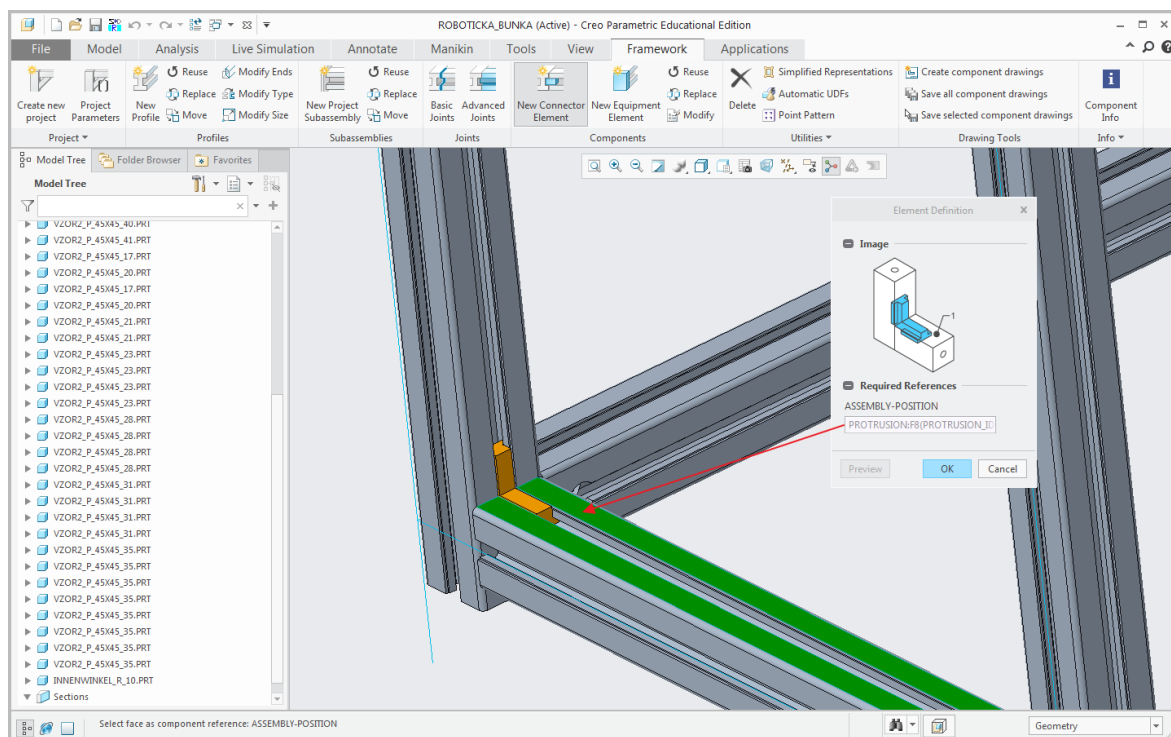 ROBOTICKA_BUNKA (Active) - Creo Parametric Educational Edition
File Model Analysis Live Simulation Annotate Manikin Tools View Framework Applications
Create new project
Project Parameters
Project
New Profile
Reuse
Replace
Move
Modify Ends
Modify Type
Modify Size
Profiles
New Project Subassembly
Reuse
Replace
Move
Subassemblies
Basic Joints
Advanced Joints
Joints
New Connector Element
New Equipment Element
Reuse
Replace
Modify
Components
Delete
Simplified Representations
Automatic UDFs
Point Pattern
Utilities
Create component drawings
Save all component drawings
Save selected component drawings
Drawing Tools
Component Info
Info
Model Tree Folder Browser Favorites
Model Tree
VZOR2_P_45X45_40.PRT
VZOR2_P_45X45_41.PRT
VZOR2_P_45X45_17.PRT
VZOR2_P_45X45_20.PRT
VZOR2_P_45X45_17.PRT
VZOR2_P_45X45_20.PRT
VZOR2_P_45X45_21.PRT
VZOR2_P_45X45_21.PRT
VZOR2_P_45X45_23.PRT
VZOR2_P_45X45_23.PRT
VZOR2_P_45X45_23.PRT
VZOR2_P_45X45_28.PRT
VZOR2_P_45X45_28.PRT
VZOR2_P_45X45_28.PRT
VZOR2_P_45X45_28.PRT
VZOR2_P_45X45_31.PRT
VZOR2_P_45X45_31.PRT
VZOR2_P_45X45_31.PRT
VZOR2_P_45X45_31.PRT
VZOR2_P_45X45_35.PRT
VZOR2_P_45X45_35.PRT
VZOR2_P_45X45_35.PRT
VZOR2_P_45X45_35.PRT
VZOR2_P_45X45_35.PRT
VZOR2_P_45X45_35.PRT
VZOR2_P_45X45_35.PRT
VZOR2_P_45X45_35.PRT
INNENWINKEL_R_10.PRT
Sections
Element Definition
Image
1
Required References
ASSEMBLY-POSITION
PROTRUSION:F8(PROTRUSION_ID
Preview OK Cancel
Select face as component reference: ASSEMBLY-POSITION
Geometry